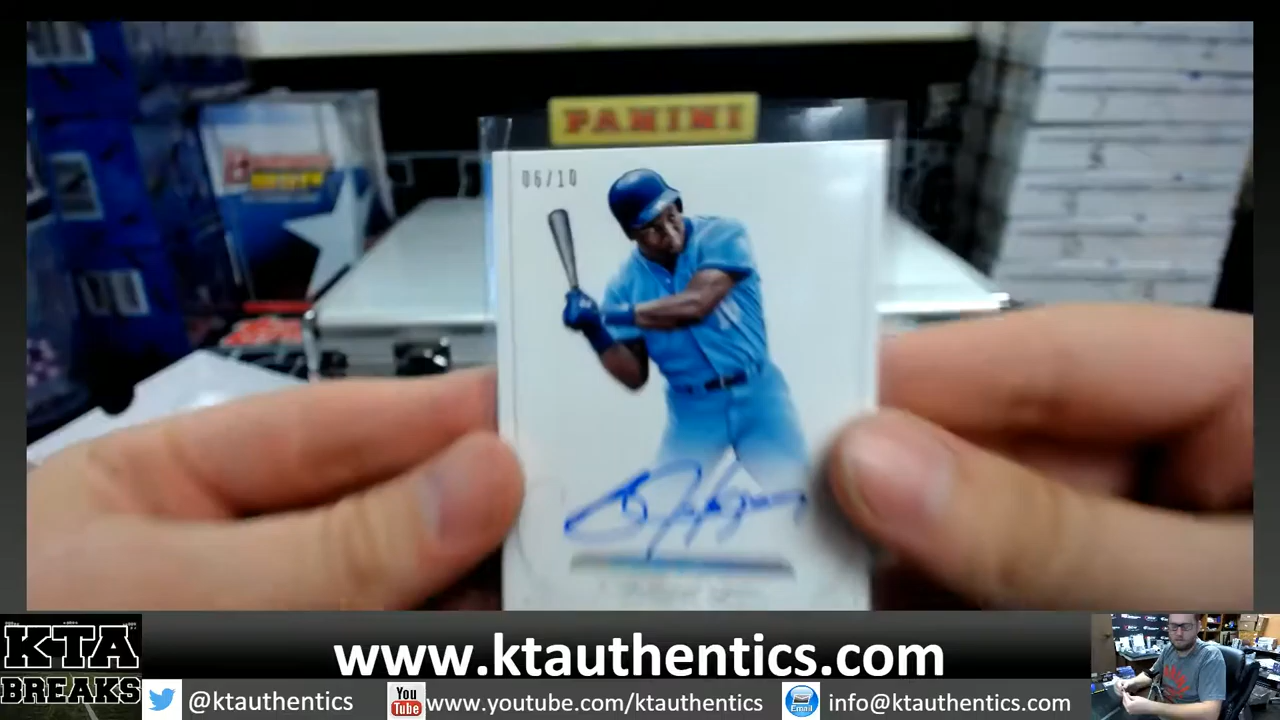 PANINI
06/10
www.ktauthentics.com
KTA
BREAKS
@ktauthentics
You
Tube
www.youtube.com/ktauthentics
Email
info@ktauthentics.com